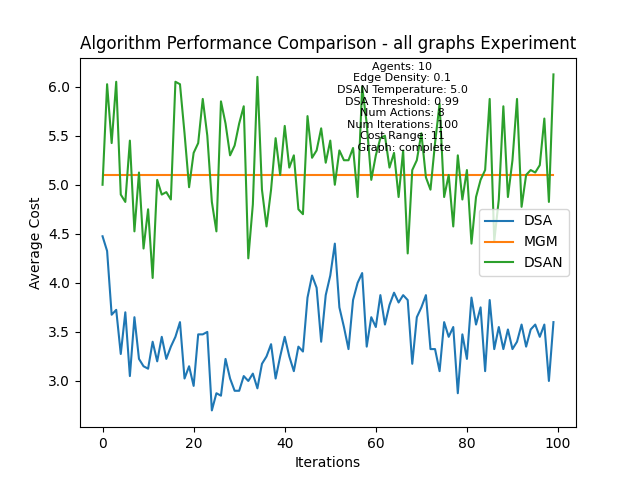 Algorithm Performance Comparison - all graphs Experiment
Agents: 10
Edge Density: 0.1
DSAN Temperature: 5.0
DSA Threshold: 0.99
Num Actions: 8
Num Iterations: 100
Cost Range: 11
Graph: complete
6.0
5.5
5.0
4.5
4.0
3.5
3.0
Average Cost
DSA
MGM
DSAN
0
20
40
60
80
100
Iterations